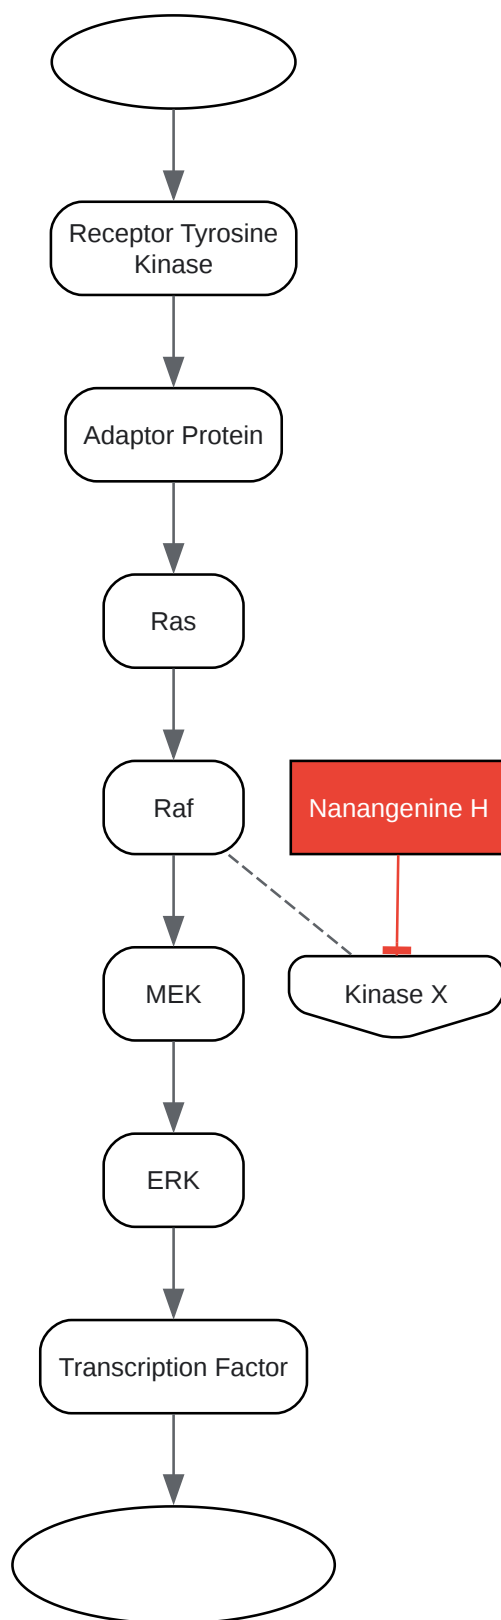 Receptor Tyrosine
Kinase
Adaptor Protein
Ras
Raf
Nanangenine H
MEK
Kinase X
ERK
Transcription Factor